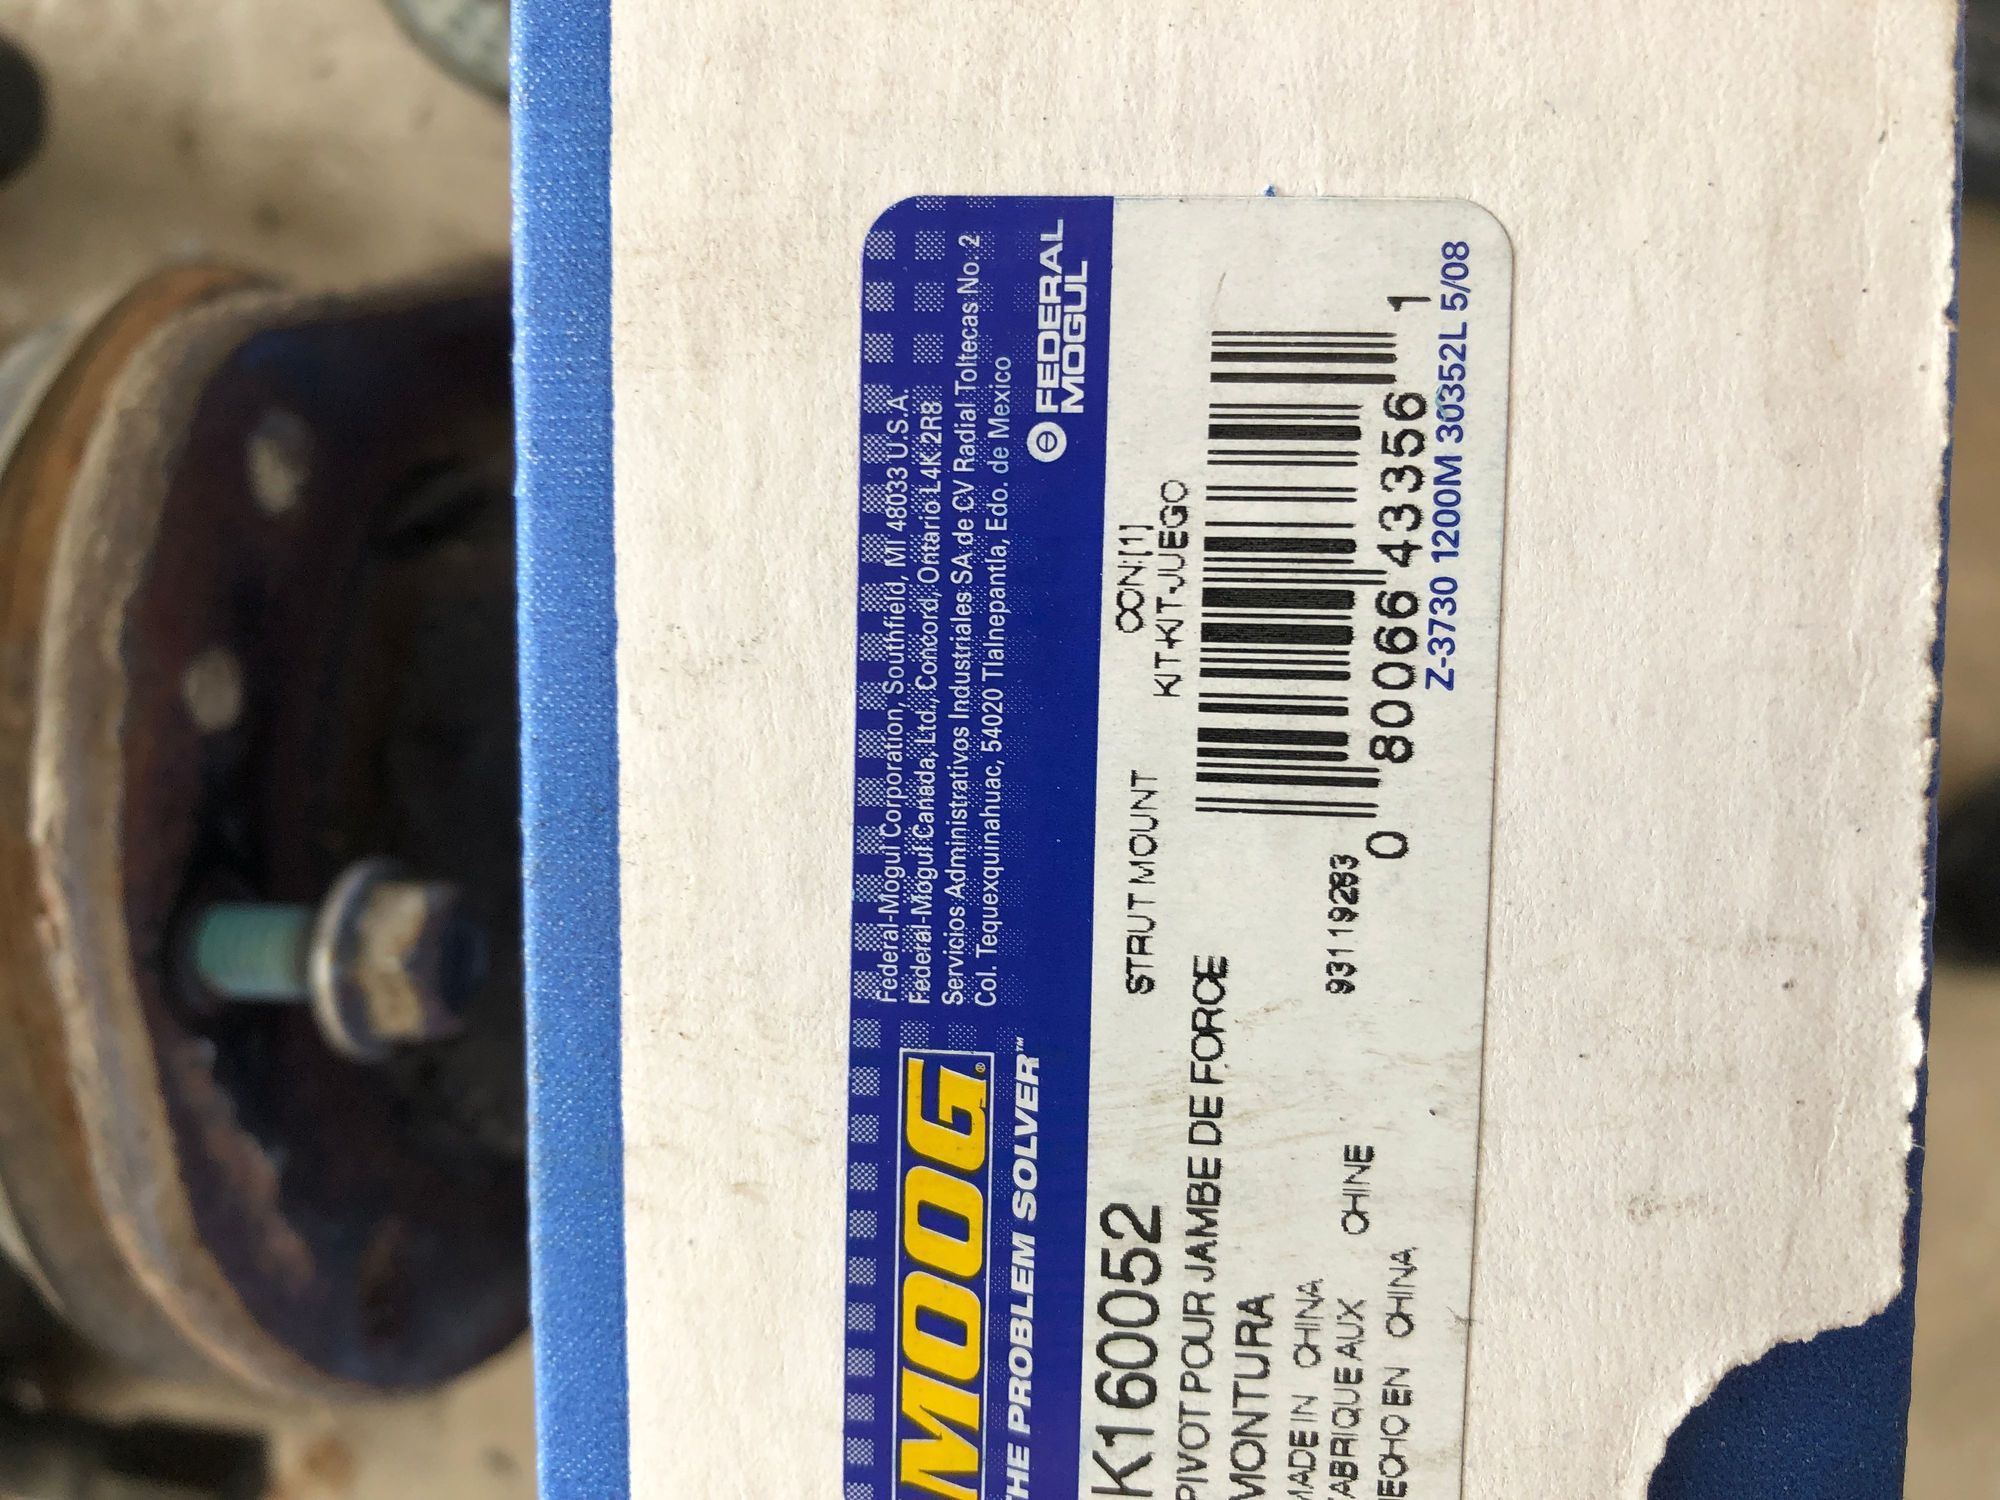 MOOG®
THE PROBLEM SOLVER™
Federal-Mogul Corporation, Southfield, MI 48033 U.S.A.
Federal-Mogul Canada, Ltd., Concord, Ontario L4K 2R8
Servicios Administrativos Industriales SA de CV Radial Toltecas No. 2
Col. Tequexquinahuac, 54020 Tlalnepantla, Edo. de Mexico
FEDERAL
MOGUL
K160052
STRUT MOUNT
CON:[1]
PIVOT POUR JAMBE DE FORCE
KIT-KIT-JUEGO
MONTURA
MADE IN CHINA
FABRIQUE AUX CHINE
HECHO EN CHINA
93119283
0 80066 43356 1
Z-3730 1200M 30352L 5/08